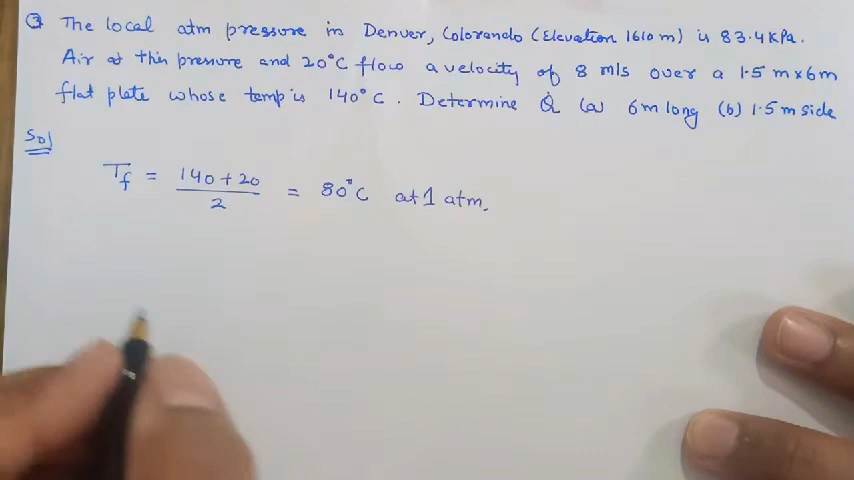 ③ The local atm pressure in Denver, Colorando (Elevation 1610 m) is 83.4 KPa.
Air at this pressure and 20°C flow a velocity of 8 m/s over a 1.5 m x 6m
flat plate whose temp is 140°C. Determine Q̇ (a) 6m long (b) 1.5 m side
Sol
T_f = (140 + 20) / 2 = 80°C at 1 atm.